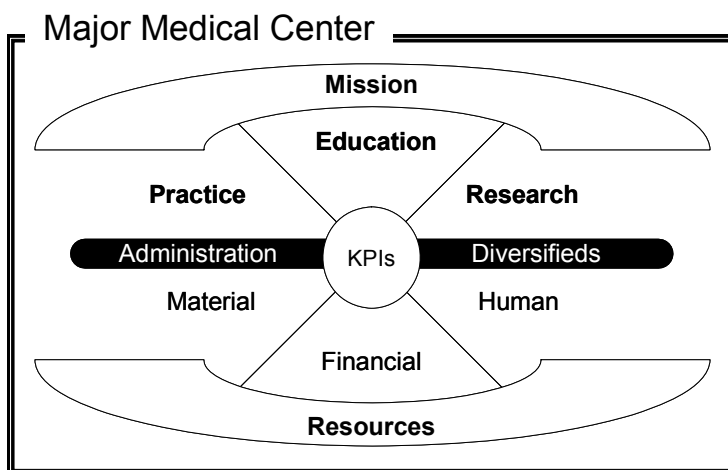 Major Medical Center
Mission
Education
Practice
Research
Administration
KPIs
Diversifieds
Material
Human
Financial
Resources